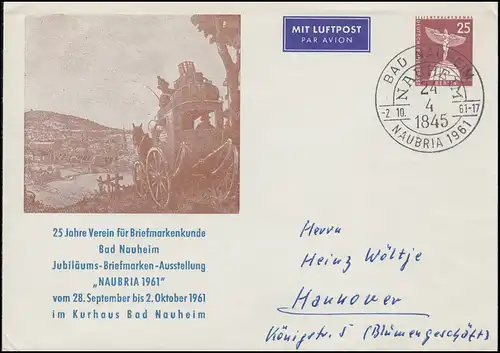 MIT LUFTPOST
PAR AVION
25
BERLIN
BAD NAUHEIM
NAUHEIM
24
4
1845
-2. 10. 61-17
NAUBRIA 1961
25 Jahre Verein für Briefmarkenkunde
Bad Nauheim
Jubiläums-Briefmarken-Ausstellung
„NAUBRIA 1961"
vom 28. September bis 2. Oktober 1961
im Kurhaus Bad Nauheim
Herrn
Heinz Wöltje
Hannover
Königstr. 5 (Blumengeschäft)